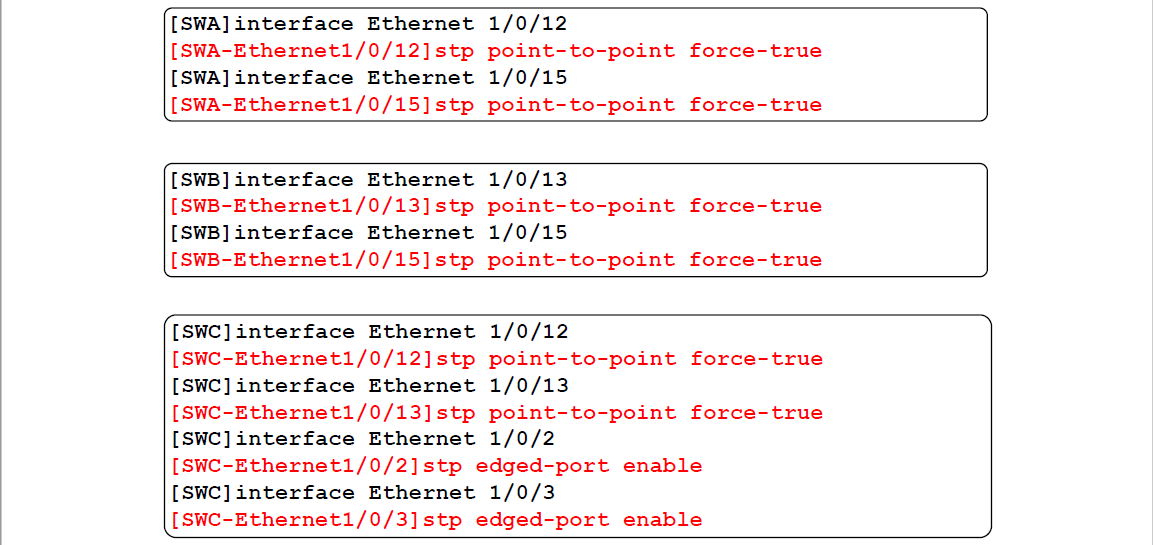 [SWA]interface Ethernet 1/0/12
[SWA-Ethernet1/0/12]stp point-to-point force-true
[SWA]interface Ethernet 1/0/15
[SWA-Ethernet1/0/15]stp point-to-point force-true
[SWB]interface Ethernet 1/0/13
[SWB-Ethernet1/0/13]stp point-to-point force-true
[SWB]interface Ethernet 1/0/15
[SWB-Ethernet1/0/15]stp point-to-point force-true
[SWC]interface Ethernet 1/0/12
[SWC-Ethernet1/0/12]stp point-to-point force-true
[SWC]interface Ethernet 1/0/13
[SWC-Ethernet1/0/13]stp point-to-point force-true
[SWC]interface Ethernet 1/0/2
[SWC-Ethernet1/0/2]stp edged-port enable
[SWC]interface Ethernet 1/0/3
[SWC-Ethernet1/0/3]stp edged-port enable